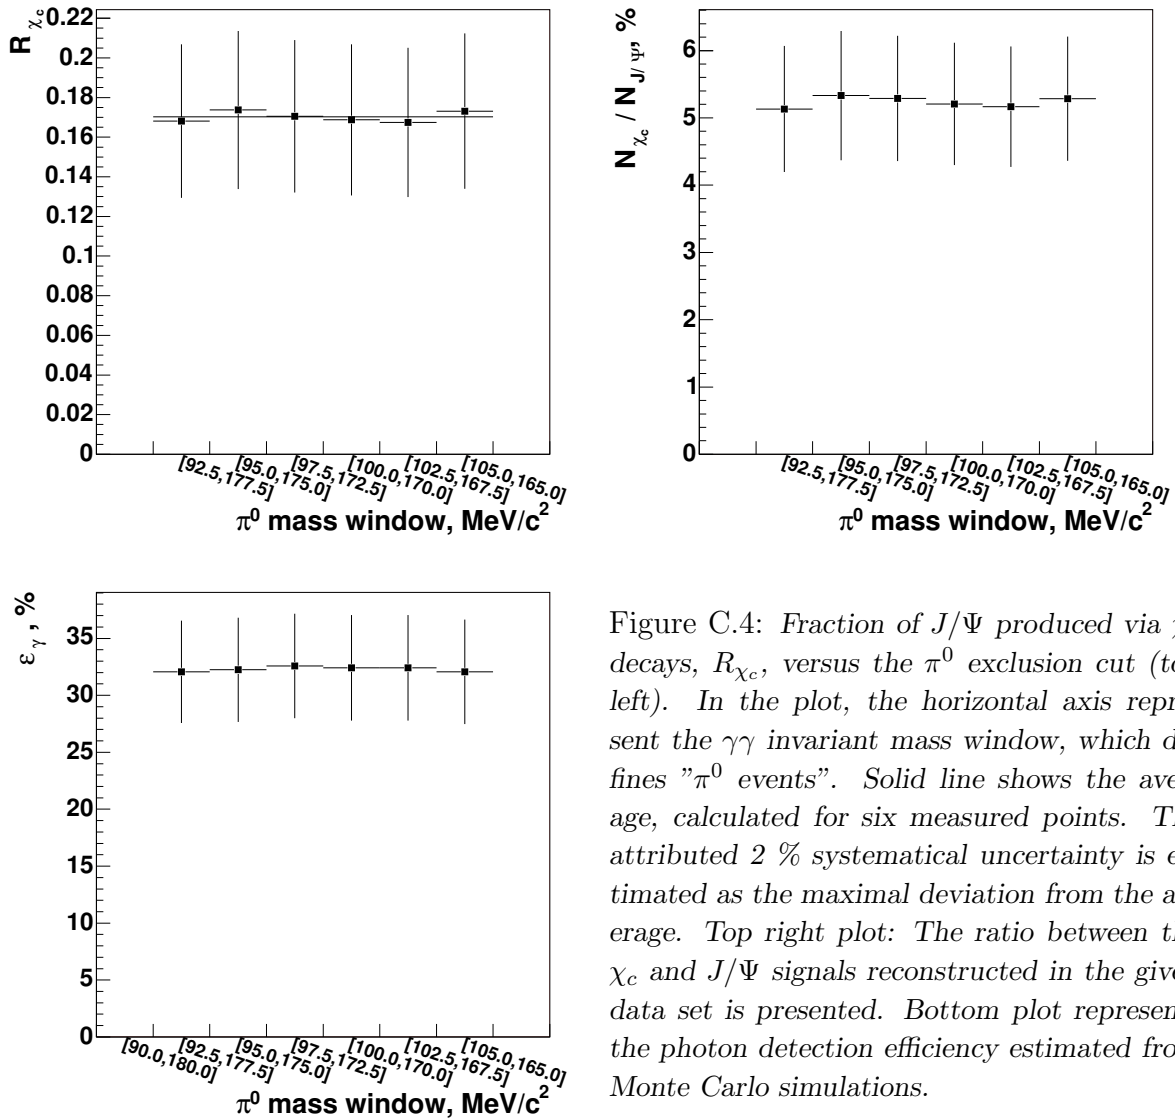 R χc
0.22
0.2
0.18
0.16
0.14
0.12
0.1
0.08
0.06
0.04
0.02
0
[92.5,177.5]
[95.0,175.0]
[97.5,172.5]
[100.0,170.0]
[102.5,167.5]
[105.0,165.0]
π⁰ mass window, MeV/c²
N χc / N J/Ψ, %
6
5
4
3
2
1
0
[92.5,177.5]
[95.0,175.0]
[97.5,172.5]
[100.0,170.0]
[102.5,167.5]
[105.0,165.0]
π⁰ mass window, MeV/c²
ε γ, %
35
30
25
20
15
10
5
0
[90.0,180.0]
[92.5,177.5]
[95.0,175.0]
[97.5,172.5]
[100.0,170.0]
[102.5,167.5]
[105.0,165.0]
π⁰ mass window, MeV/c²
Figure C.4: Fraction of J/Ψ produced via
decays, Rχc, versus the π⁰ exclusion cut (to
left). In the plot, the horizontal axis repr
sent the γγ invariant mass window, which d
fines ”π⁰ events”. Solid line shows the ave
age, calculated for six measured points. Th
attributed 2 % systematical uncertainty is e
timated as the maximal deviation from the a
erage. Top right plot: The ratio between th
χc and J/Ψ signals reconstructed in the give
data set is presented. Bottom plot represen
the photon detection efficiency estimated fro
Monte Carlo simulations.